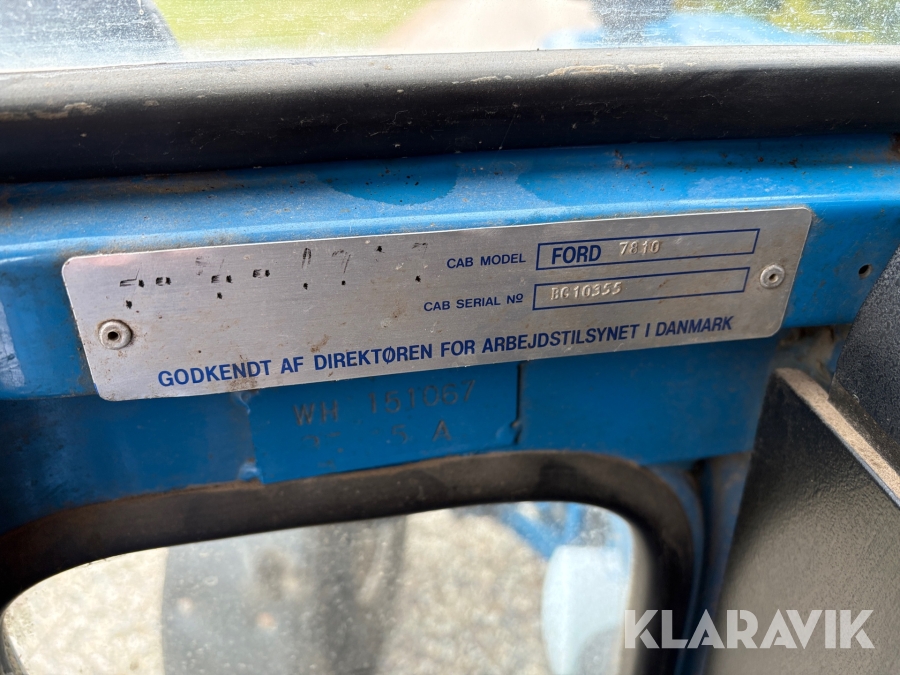 CAB MODEL FORD 7810
CAB SERIAL Nº BG10355
GODKENDT AF DIREKTØREN FOR ARBEJDSTILSYNET I DANMARK
WH 151067
A
KLARAVIK